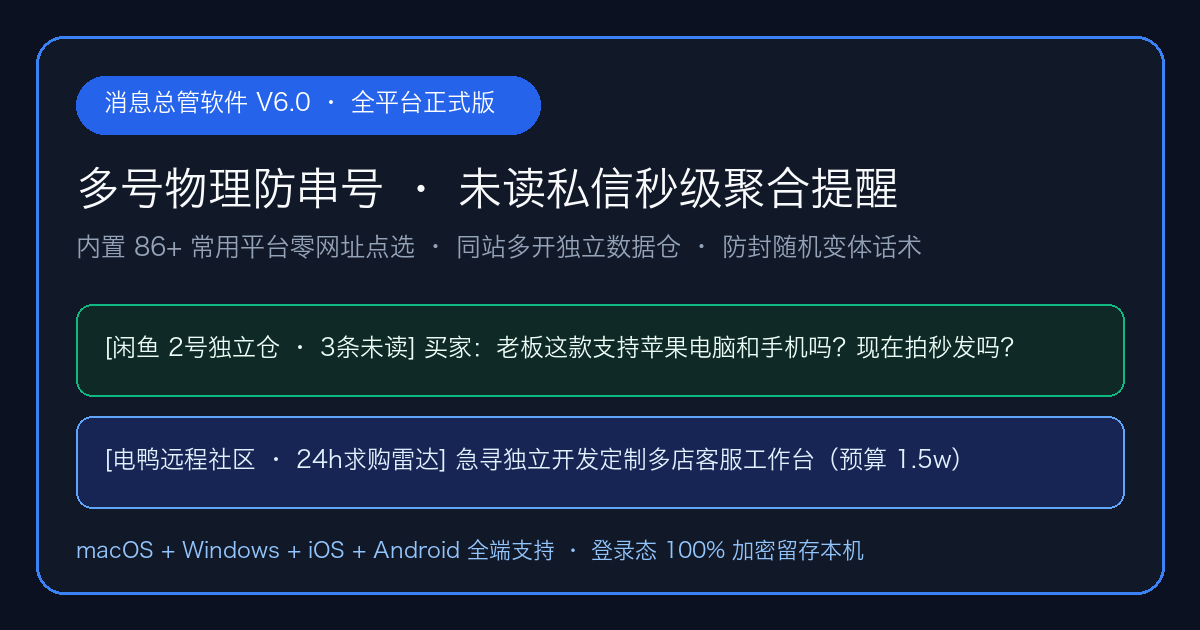 消息总管软件 V6.0 · 全平台正式版
多号物理防串号 · 未读私信秒级聚合提醒
内置 86+ 常用平台零网址点选 · 同站多开独立数据仓 · 防封随机变体话术
[闲鱼 2号独立仓 · 3条未读] 买家：老板这款支持苹果电脑和手机吗？现在拍秒发吗？
[电鸭远程社区 · 24h求购雷达] 急寻独立开发定制多店客服工作台（预算 1.5w）
macOS + Windows + iOS + Android 全端支持 · 登录态 100% 加密留存本机